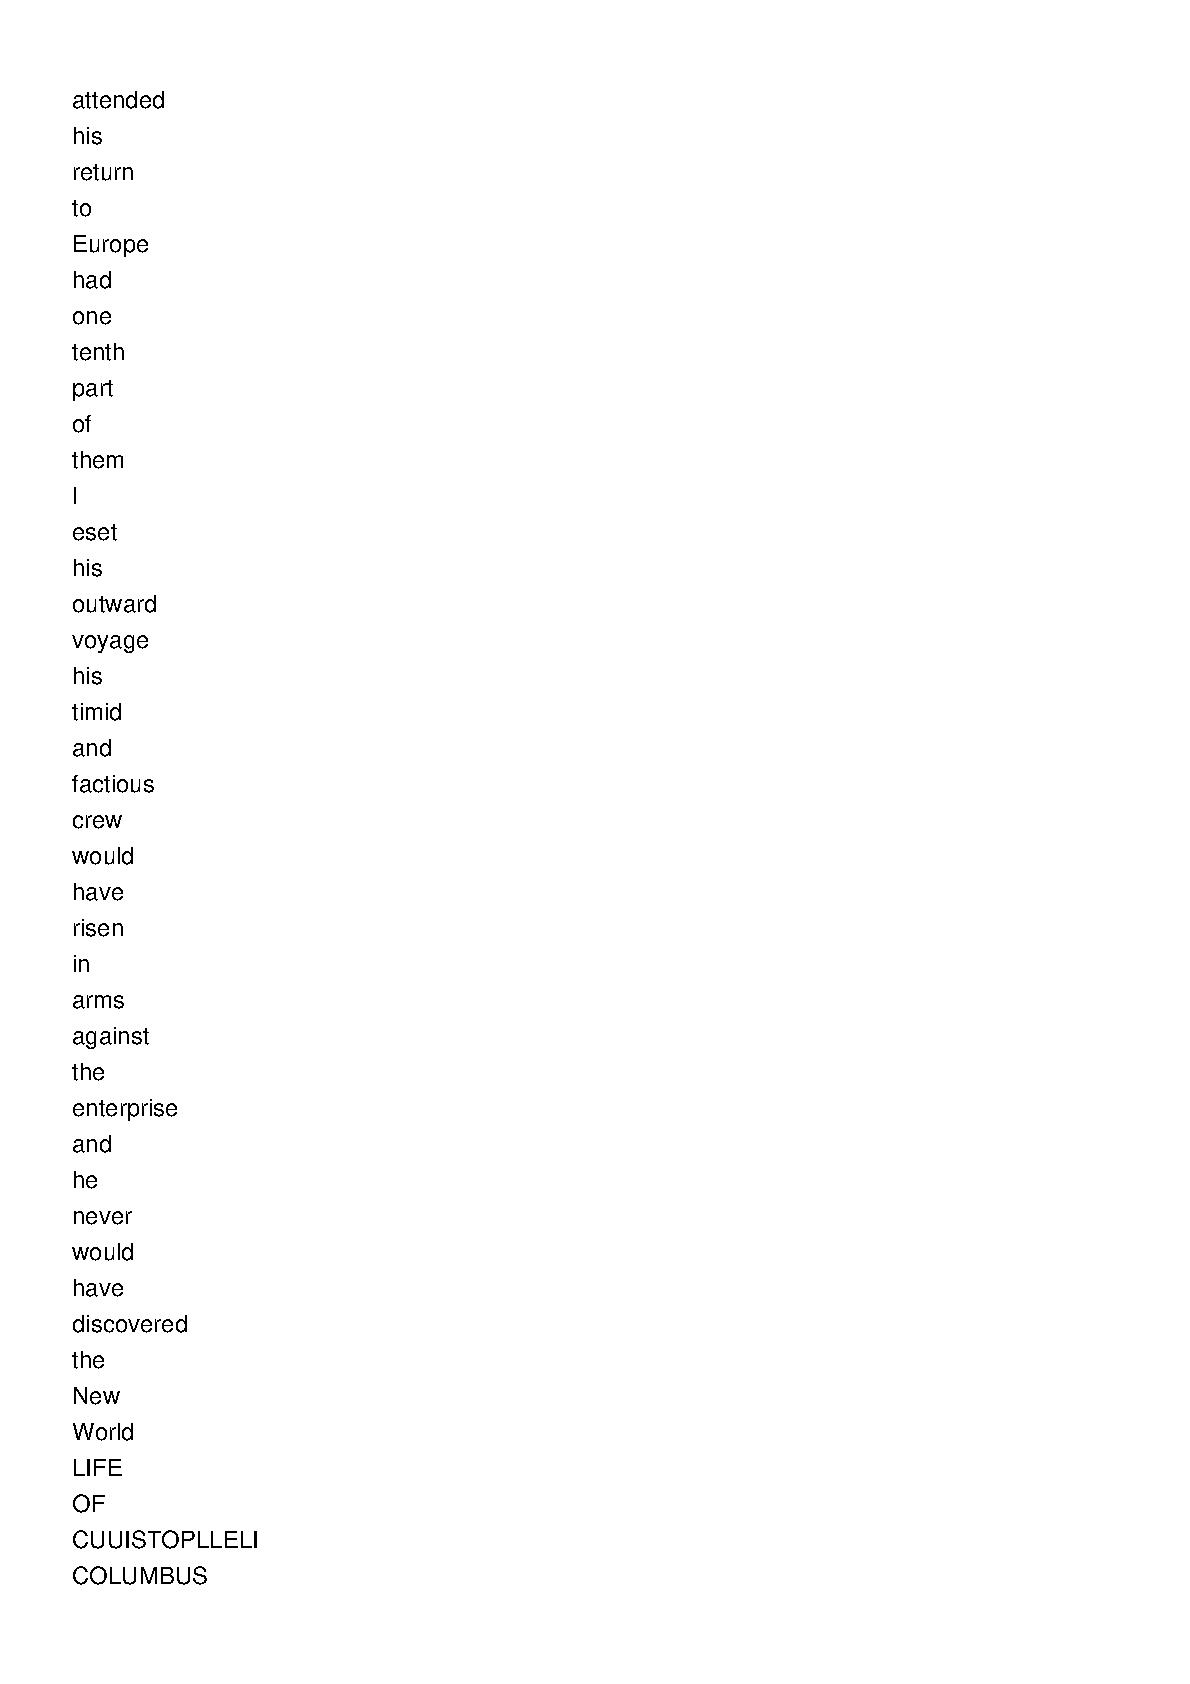 attended
his
return
to
Europe
had
one
tenth
part
of
them
I
eset
his
outward
voyage
his
timid
and
factious
crew
would
have
risen
in
arms
against
the
enterprise
and
he
never
would
have
discovered
the
New
World
LIFE
OF
CUUISTOPLLELI
COLUMBUS